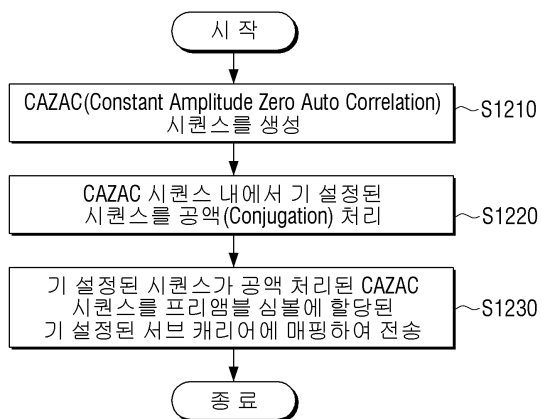 시 작
CAZAC(Constant Amplitude Zero Auto Correlation)
시퀀스를 생성
S1210
CAZAC 시퀀스 내에서 기 설정된
시퀀스를 공액(Conjugation) 처리
S1220
기 설정된 시퀀스가 공액 처리된 CAZAC
시퀀스를 프리앰블 심볼에 할당된
기 설정된 서브 캐리어에 매핑하여 전송
S1230
종 료